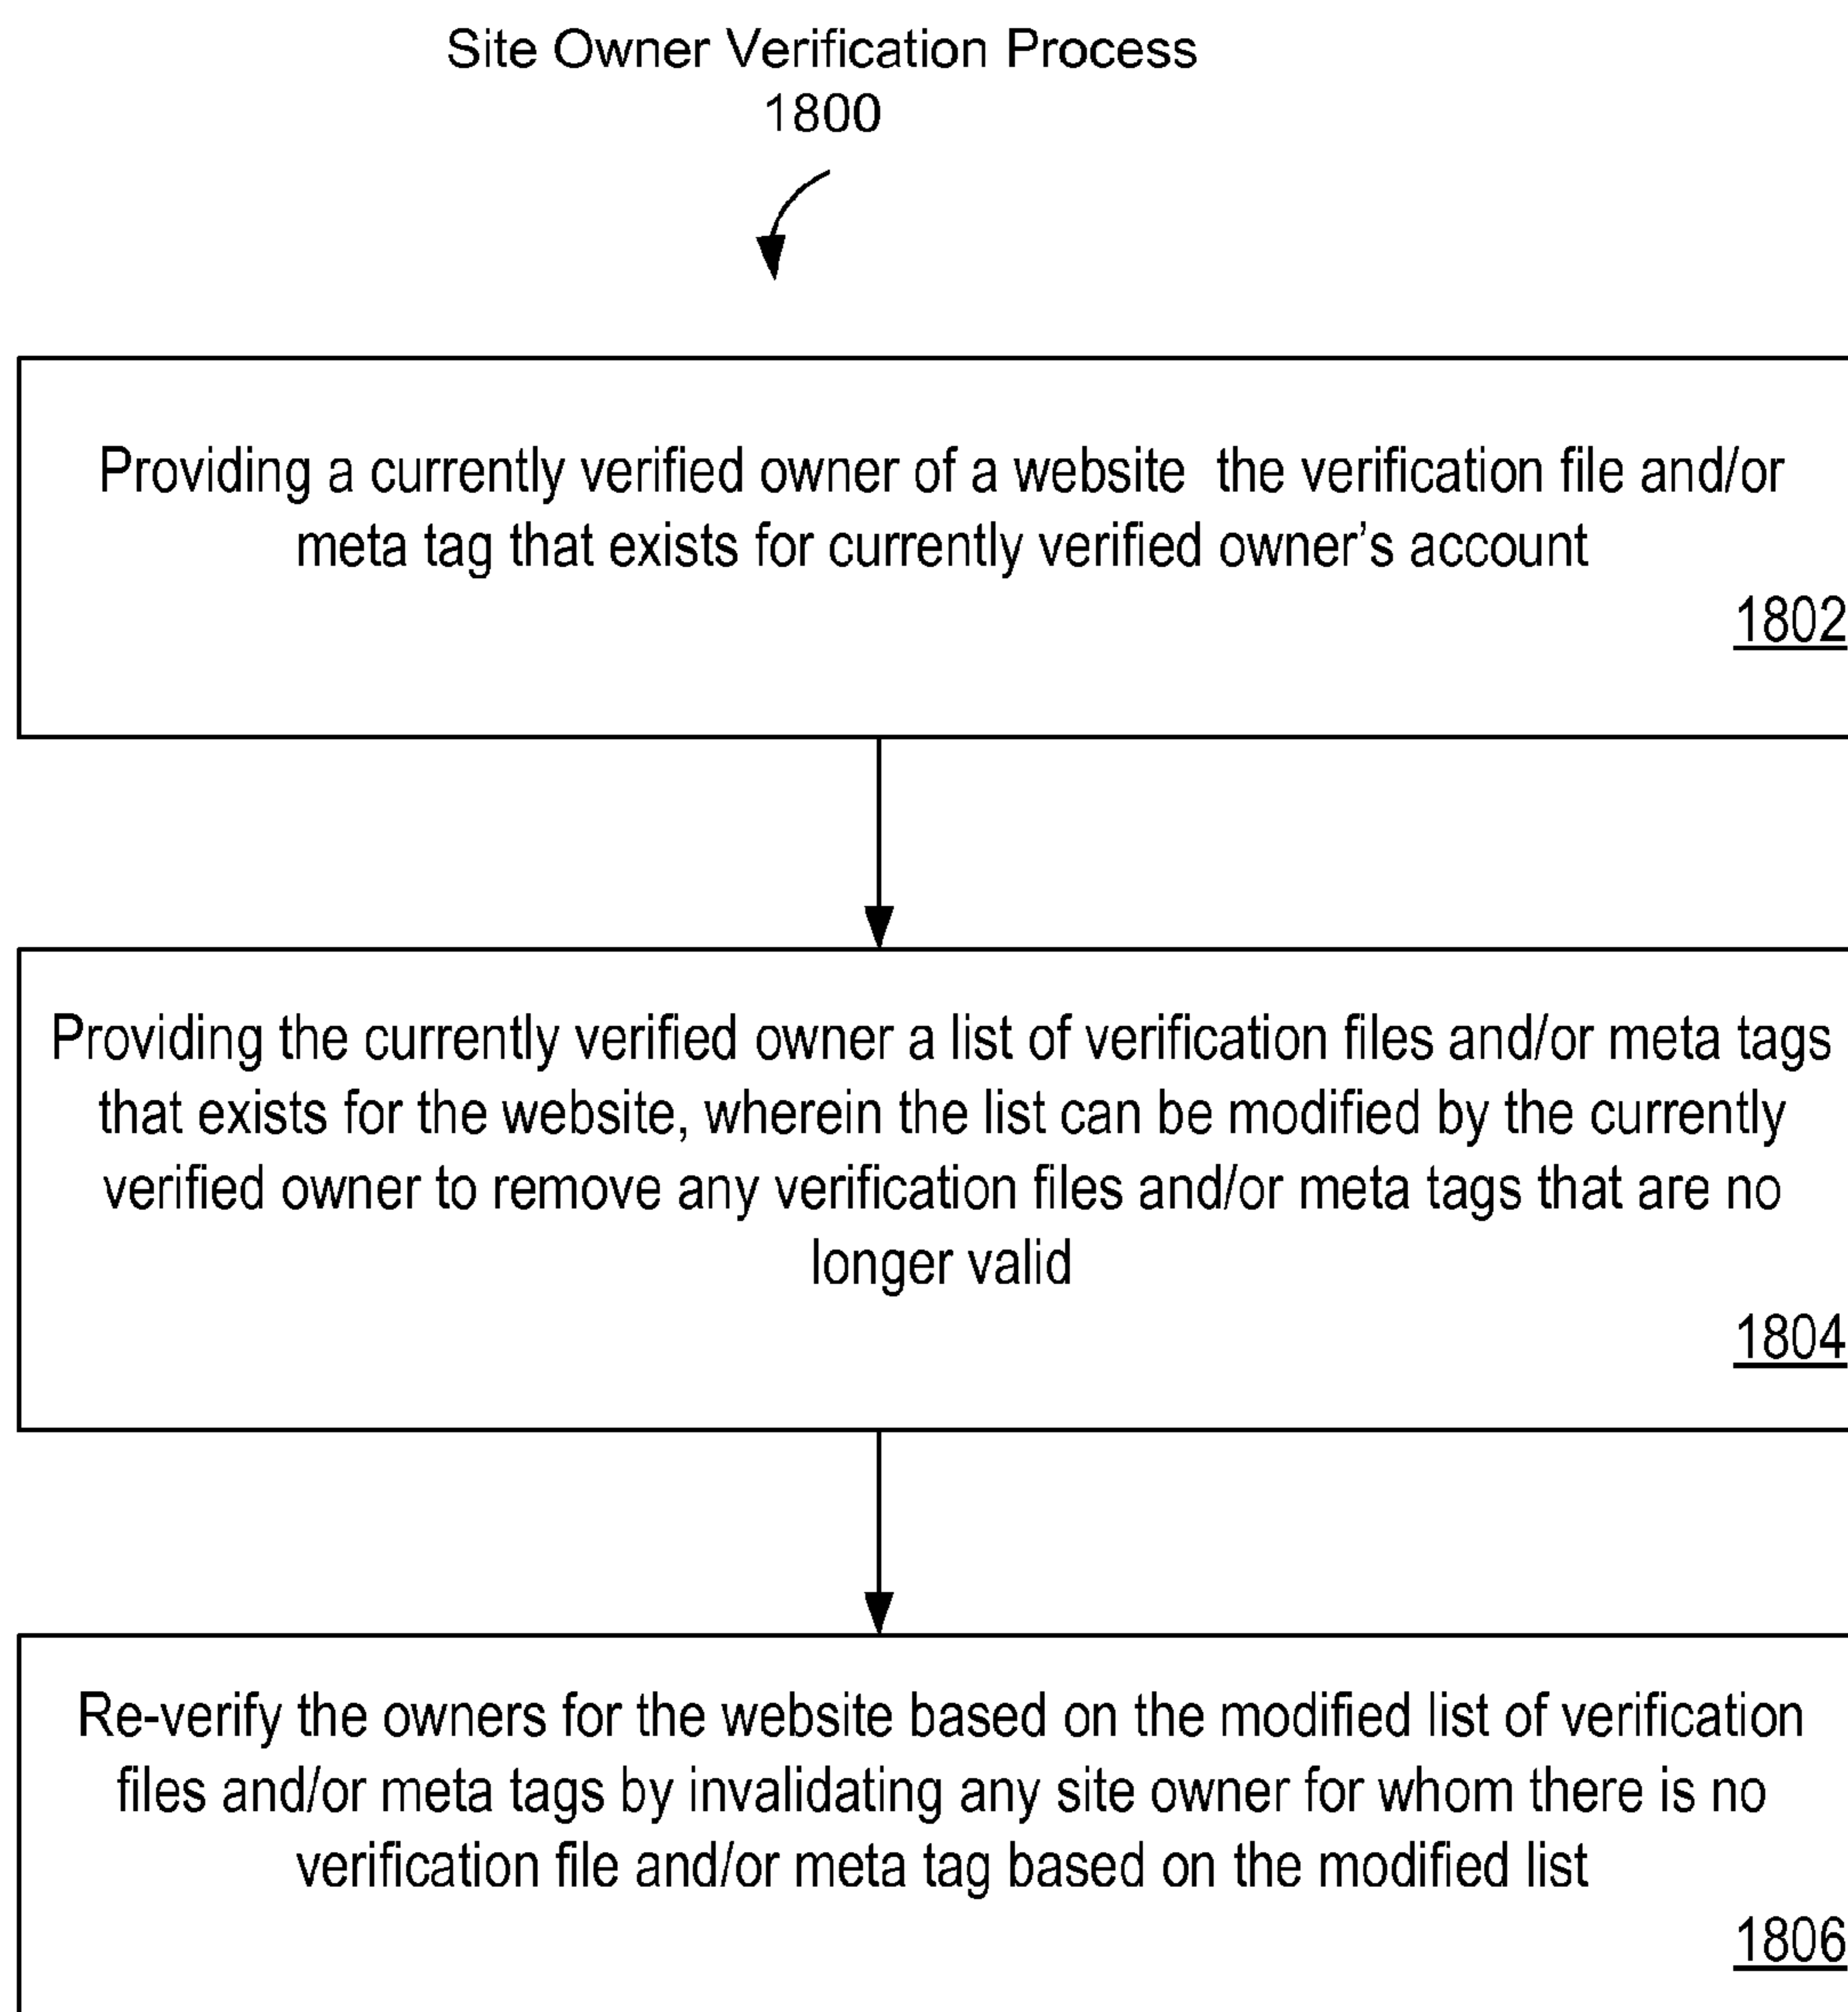 Site Owner Verification Process
1800
Providing a currently verified owner of a website the verification file and/or
meta tag that exists for currently verified owner’s account
1802
Providing the currently verified owner a list of verification files and/or meta tags
that exists for the website, wherein the list can be modified by the currently
verified owner to remove any verification files and/or meta tags that are no
longer valid
1804
Re-verify the owners for the website based on the modified list of verification
files and/or meta tags by invalidating any site owner for whom there is no
verification file and/or meta tag based on the modified list
1806